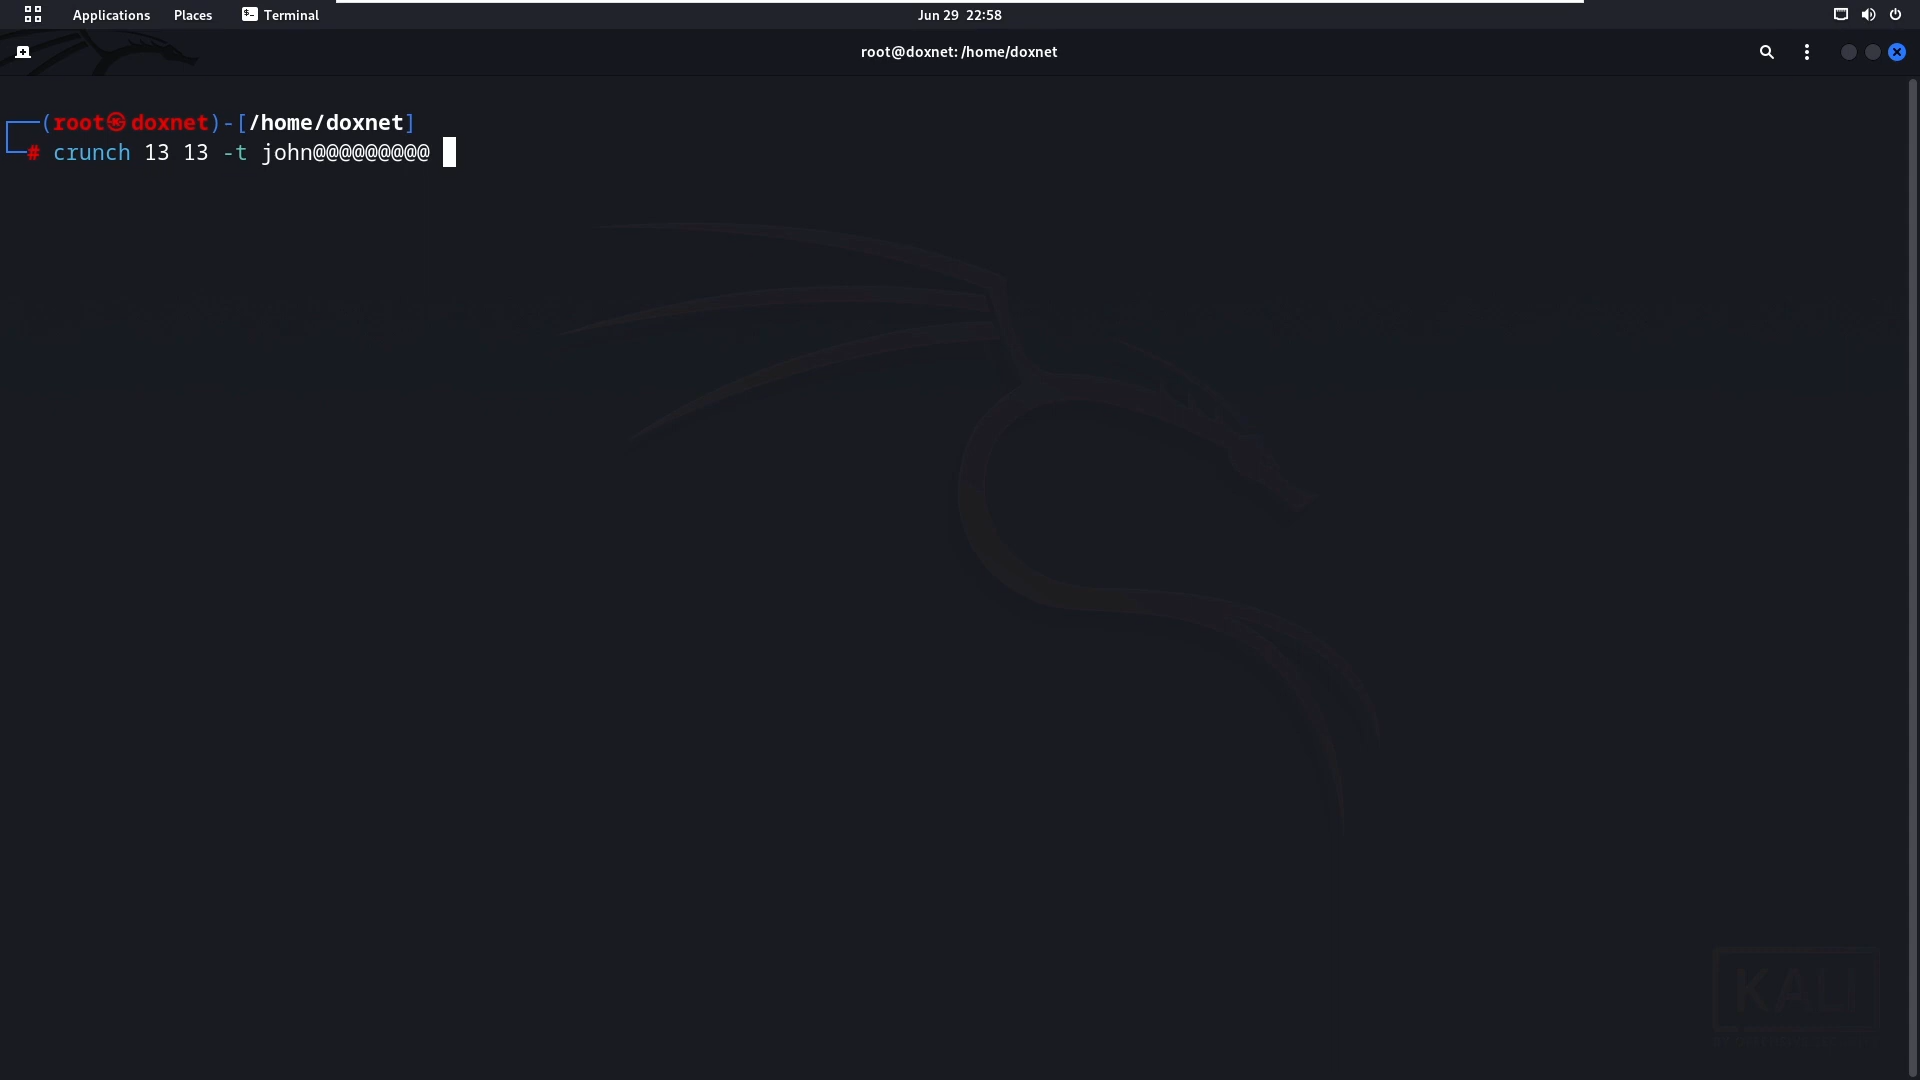 Applications Places Terminal Jun 29 22:58
root@doxnet: /home/doxnet
(root㉿doxnet)-[/home/doxnet]
# crunch 13 13 -t john@@@@@@@@@
KALI